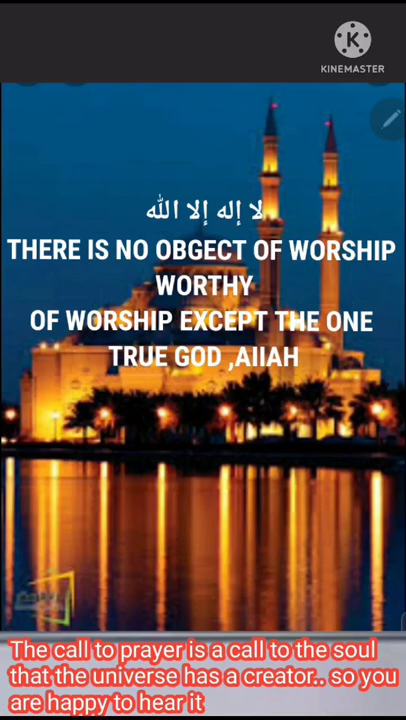 KINEMASTER
لا إله إلا الله
THERE IS NO OBGECT OF WORSHIP
WORTHY
OF WORSHIP EXCEPT THE ONE
TRUE GOD ,AIIAH
The call to prayer is a call to the soul
that the universe has a creator.. so you
are happy to hear it